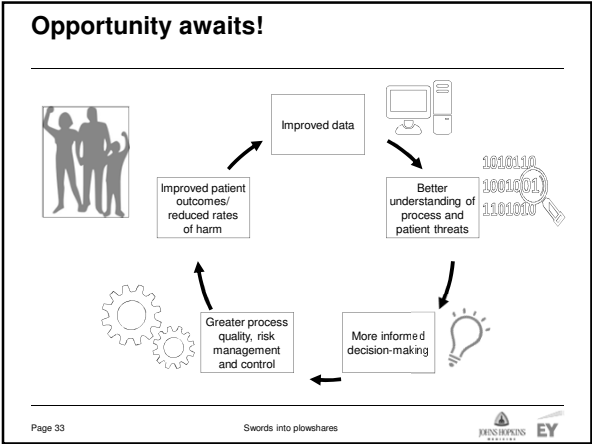 Opportunity awaits!
Improved data
1010110
1001001
1101010
Better
understanding of
process and
patient threats
More informed
decision-making
Greater process
quality, risk
management
and control
Improved patient
outcomes/
reduced rates
of harm
Page 33
Swords into plowshares
JOHNS HOPKINS
MEDICINE
EY